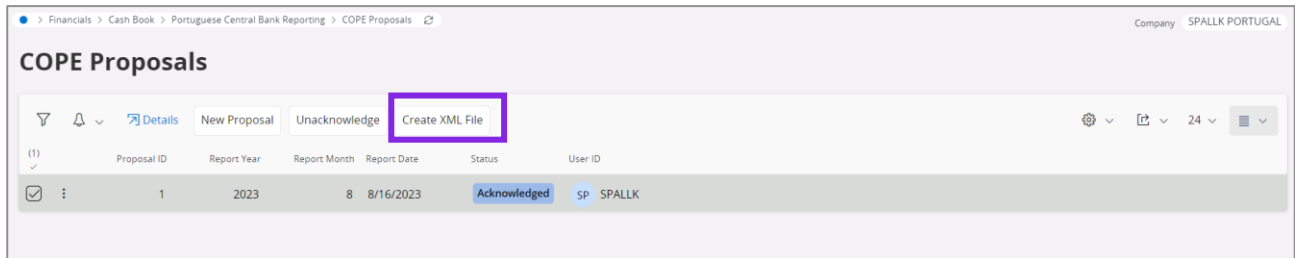 > Financials > Cash Book > Portuguese Central Bank Reporting > COPE Proposals
Company SPALLK PORTUGAL
COPE Proposals
Details New Proposal Unacknowledge Create XML File 24
(1) Proposal ID Report Year Report Month Report Date Status User ID
1 2023 8 8/16/2023 Acknowledged SP SPALLK